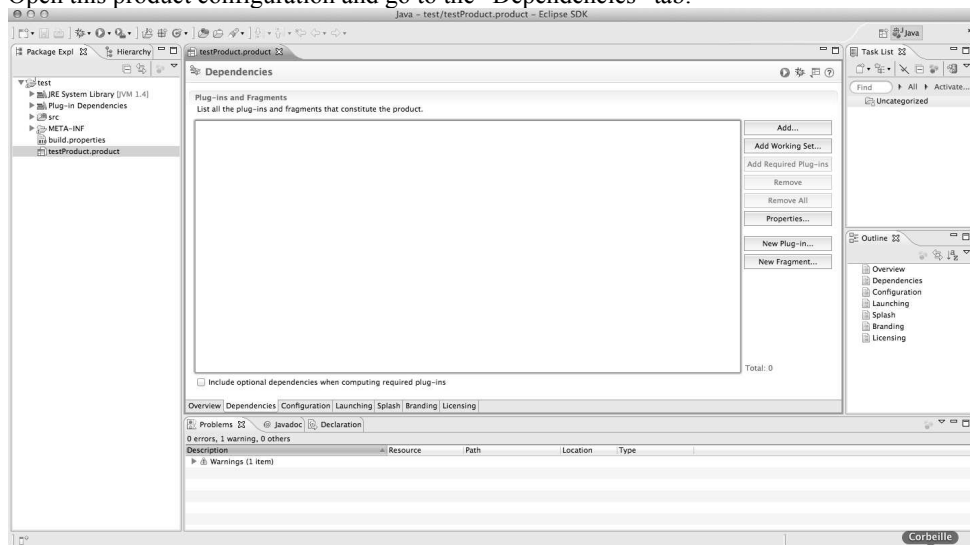 Open this product configuration and go to the "Dependencies" tab.
Java – test/testProduct.product – Eclipse SDK
Java
Package Expl
Hierarchy
test
JRE System Library [JVM 1.4]
Plug-in Dependencies
src
META-INF
build.properties
testProduct.product
testProduct.product
Dependencies
Plug-ins and Fragments
List all the plug-ins and fragments that constitute the product.
Add...
Add Working Set...
Add Required Plug-ins
Remove
Remove All
Properties...
New Plug-in...
New Fragment...
Total: 0
Include optional dependencies when computing required plug-ins
Overview Dependencies Configuration Launching Splash Branding Licensing
Task List
Find All Activate...
Uncategorized
Outline
Overview
Dependencies
Configuration
Launching
Splash
Branding
Licensing
Problems @ Javadoc Declaration
0 errors, 1 warning, 0 others
Description Resource Path Location Type
Warnings (1 item)
Corbeille